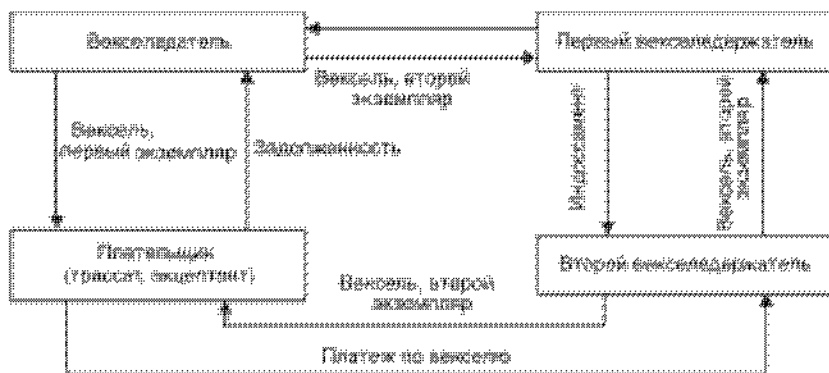 Векселедатель
Первый векселедержатель
Вексель, второй
экземпляр
Вексель,
первый экземпляр
Задолженность
Индоссамент
Вексель, второй
экземпляр
Плательщик
(трассат, акцептант)
Второй векселедержатель
Вексель, второй
экземпляр
Платеж по векселю